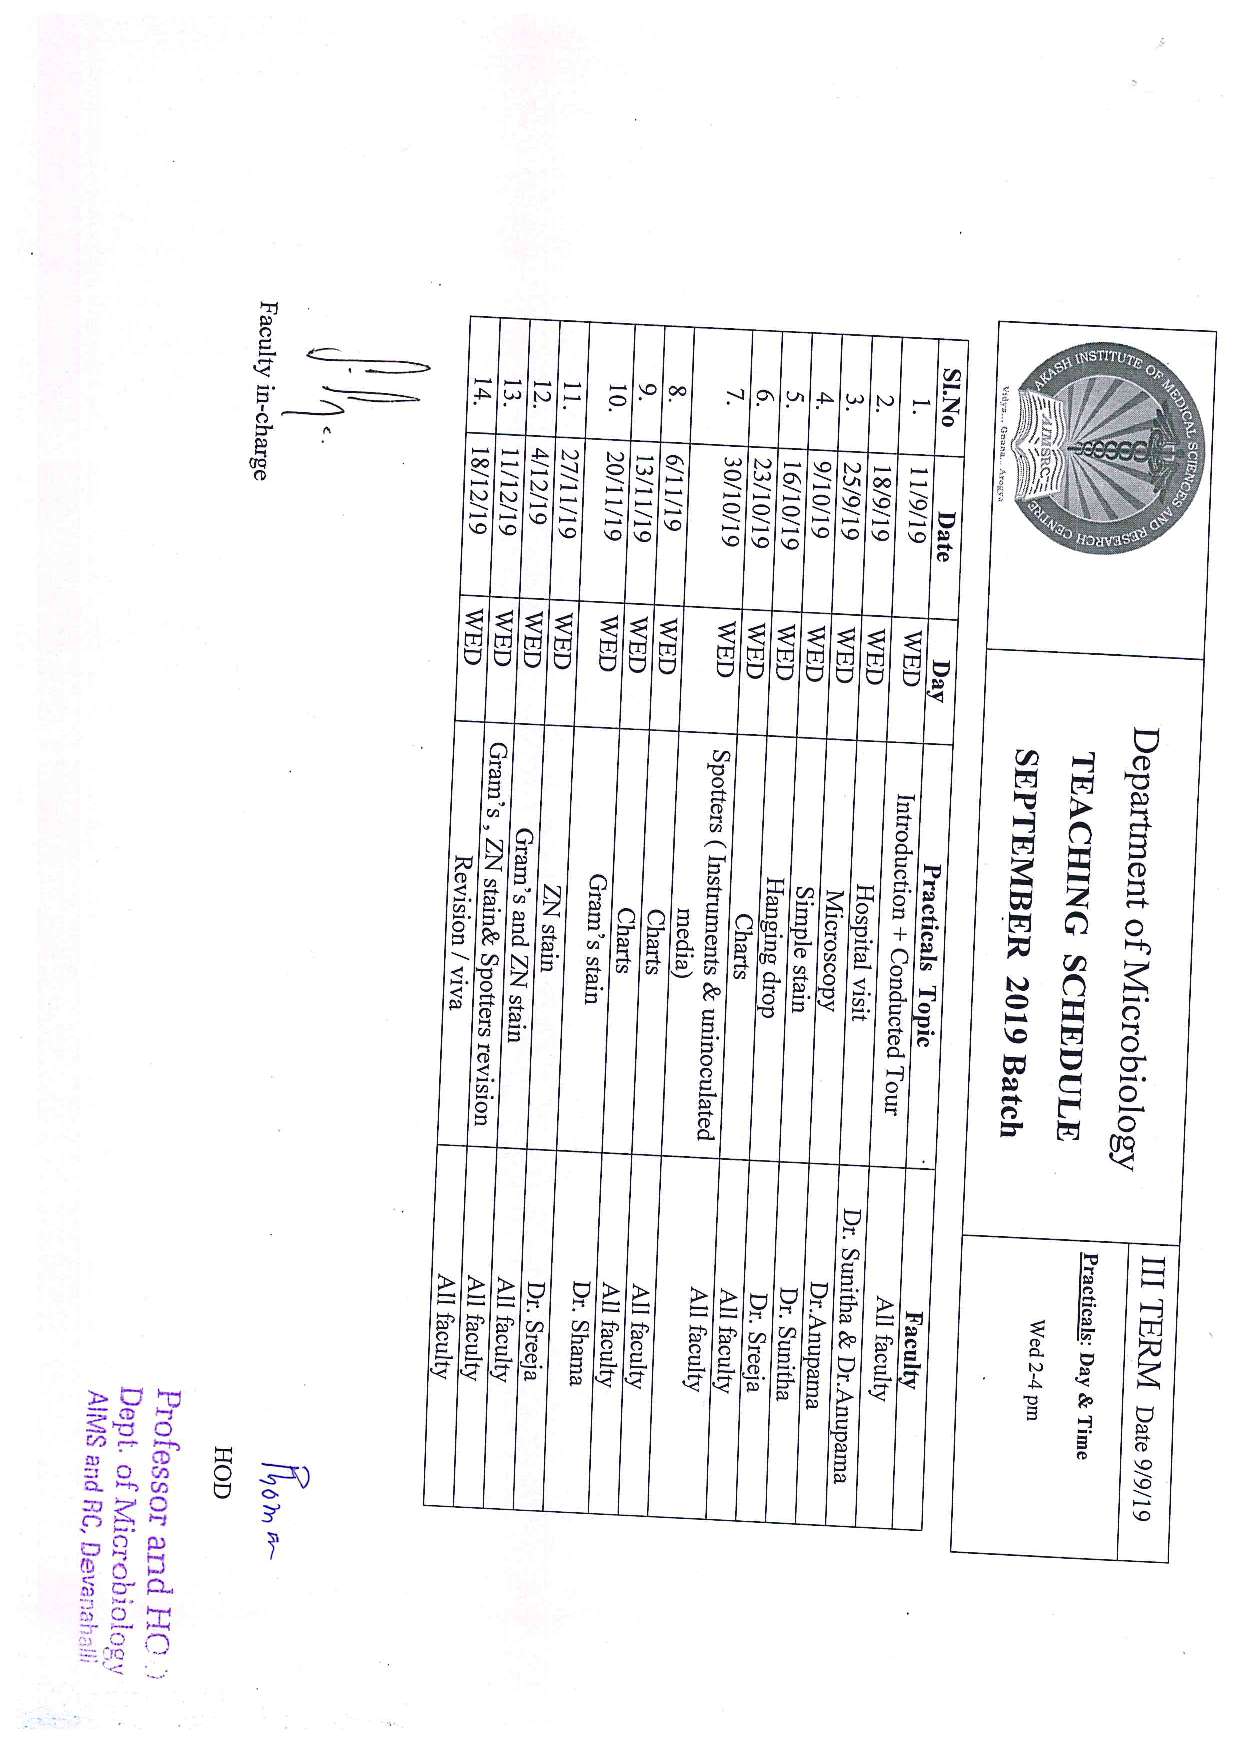 AKASH INSTITUTE OF MEDICAL SCIENCES AND RESEARCH CENTRE
AIMSRC
Vidya... Gnana... Arogya
Department of Microbiology
TEACHING SCHEDULE
SEPTEMBER 2019 Batch
III TERM Date 9/9/19
Practicals: Day & Time
Wed 2-4 pm
Sl.No Date Day Practicals Topic Faculty
1. 11/9/19 WED Introduction + Conducted Tour All faculty
2. 18/9/19 WED Hospital visit Dr. Sunitha & Dr.Anupama
3. 25/9/19 WED Microscopy Dr.Anupama
4. 9/10/19 WED Simple stain Dr. Sunitha
5. 16/10/19 WED Hanging drop Dr. Sreeja
6. 23/10/19 WED Charts All faculty
7. 30/10/19 WED Spotters ( Instruments & uninoculated
media) All faculty
8. 6/11/19 WED Charts All faculty
9. 13/11/19 WED Charts All faculty
10. 20/11/19 WED Gram's stain Dr. Shama
11. 27/11/19 WED ZN stain Dr. Sreeja
12. 4/12/19 WED Gram's and ZN stain All faculty
13. 11/12/19 WED Gram's , ZN stain& Spotters revision All faculty
14. 18/12/19 WED Revision / viva All faculty
Faculty in-charge
HOD
Professor and HO
Dept. of Microbiology
AIMS and RC, Devanahalli